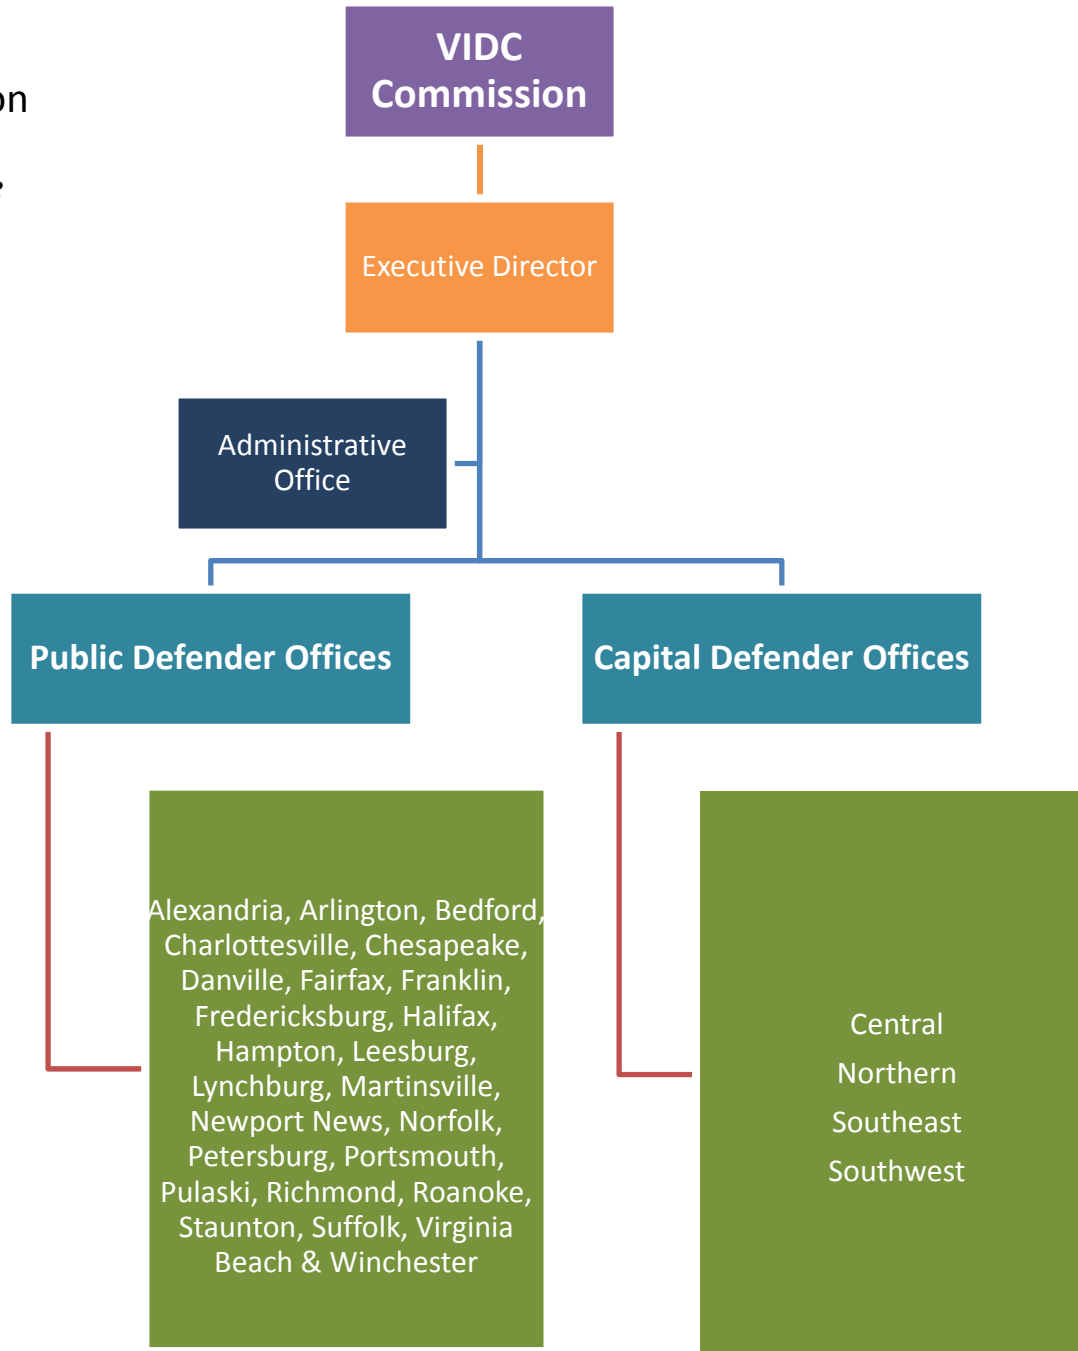 VIDC
Commission
on
Executive Director
Administrative
Office
Public Defender Offices
Capital Defender Offices
Alexandria, Arlington, Bedford,
Charlottesville, Chesapeake,
Danville, Fairfax, Franklin,
Fredericksburg, Halifax,
Hampton, Leesburg,
Lynchburg, Martinsville,
Newport News, Norfolk,
Petersburg, Portsmouth,
Pulaski, Richmond, Roanoke,
Staunton, Suffolk, Virginia
Beach & Winchester
Central
Northern
Southeast
Southwest